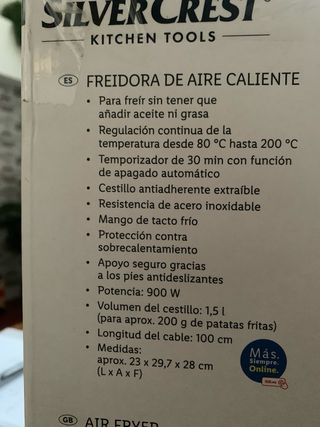 SILVERCREST®
KITCHEN TOOLS
ES FREIDORA DE AIRE CALIENTE
• Para freír sin tener que
añadir aceite ni grasa
• Regulación continua de la
temperatura desde 80 °C hasta 200 °C
• Temporizador de 30 min con función
de apagado automático
• Cestillo antiadherente extraíble
• Resistencia de acero inoxidable
• Mango de tacto frío
• Protección contra
sobrecalentamiento
• Apoyo seguro gracias
a los pies antideslizantes
• Potencia: 900 W
• Volumen del cestillo: 1,5 l
(para aprox. 200 g de patatas fritas)
• Longitud del cable: 100 cm
• Medidas:
aprox. 23 x 29,7 x 28 cm
(L x A x F)
Más.
Siempre.
Online.
GB AIR FRYER